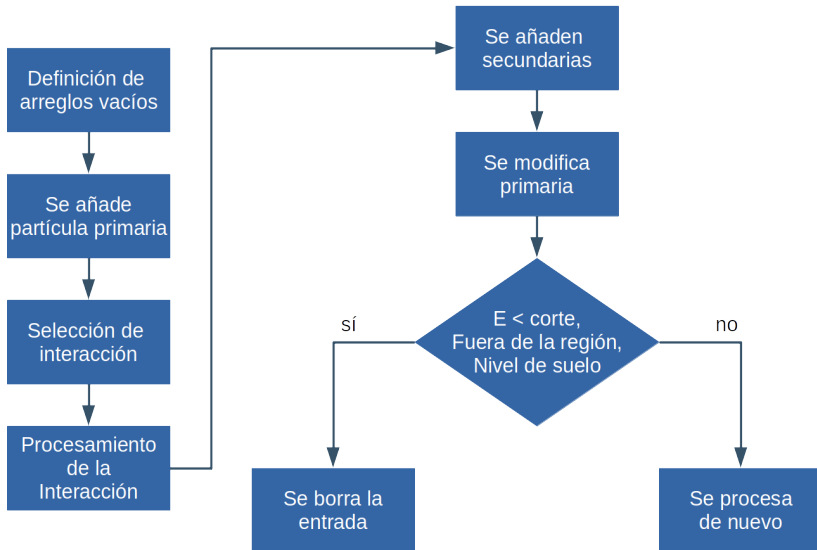 Definición de
arreglos vacíos
Se añade
partícula primaria
Selección de
interacción
Procesamiento
de la
Interacción
Se añaden
secundarias
Se modifica
primaria
E < corte,
Fuera de la región,
Nivel de suelo
sí
no
Se borra la
entrada
Se procesa
de nuevo